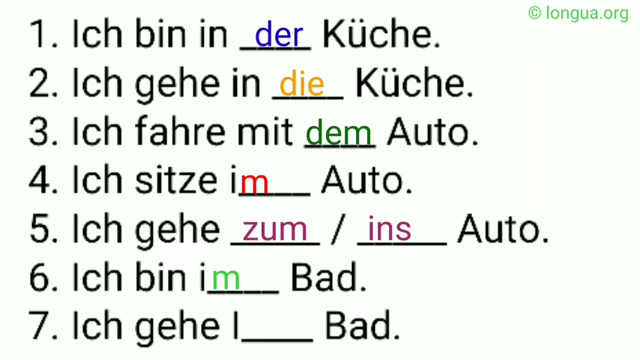 © longua.org
1. Ich bin in der Küche.
2. Ich gehe in die Küche.
3. Ich fahre mit dem Auto.
4. Ich sitze im____ Auto.
5. Ich gehe zum / ins Auto.
6. Ich bin im____ Bad.
7. Ich gehe I____ Bad.